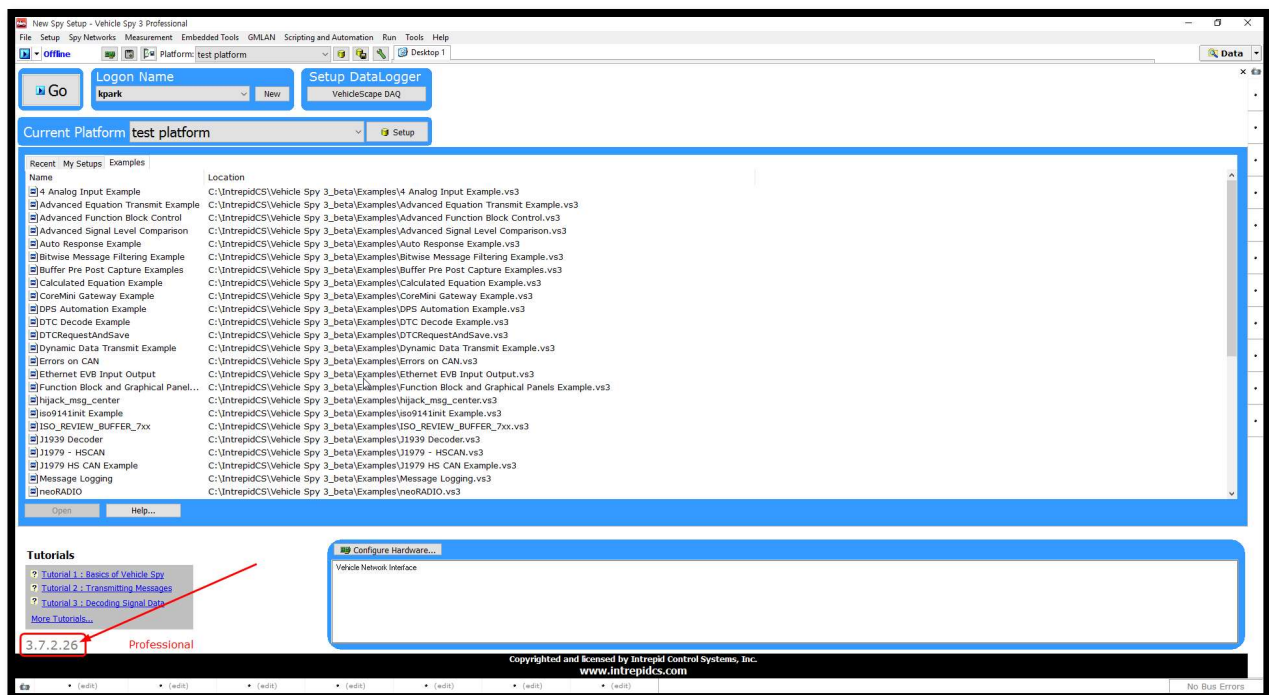 New Spy Setup - Vehicle Spy 3 Professional
File Setup Spy Networks Measurement Embedded Tools GMLAN Scripting and Automation Run Tools Help
Offline Platform: test platform Desktop 1 Data
Logon Name Setup DataLogger
Go kpark New VehicleScape DAQ
Current Platform test platform Setup
Recent My Setups Examples
Name Location
4 Analog Input Example C:\IntrepidCS\Vehicle Spy 3_beta\Examples\4 Analog Input Example.vs3
Advanced Equation Transmit Example C:\IntrepidCS\Vehicle Spy 3_beta\Examples\Advanced Equation Transmit Example.vs3
Advanced Function Block Control C:\IntrepidCS\Vehicle Spy 3_beta\Examples\Advanced Function Block Control.vs3
Advanced Signal Level Comparison C:\IntrepidCS\Vehicle Spy 3_beta\Examples\Advanced Signal Level Comparison.vs3
Auto Response Example C:\IntrepidCS\Vehicle Spy 3_beta\Examples\Auto Response Example.vs3
Bitwise Message Filtering Example C:\IntrepidCS\Vehicle Spy 3_beta\Examples\Bitwise Message Filtering Example.vs3
Buffer Pre Post Capture Examples C:\IntrepidCS\Vehicle Spy 3_beta\Examples\Buffer Pre Post Capture Examples.vs3
Calculated Equation Example C:\IntrepidCS\Vehicle Spy 3_beta\Examples\Calculated Equation Example.vs3
CoreMini Gateway Example C:\IntrepidCS\Vehicle Spy 3_beta\Examples\CoreMini Gateway Example.vs3
DPS Automation Example C:\IntrepidCS\Vehicle Spy 3_beta\Examples\DPS Automation Example.vs3
DTC Decode Example C:\IntrepidCS\Vehicle Spy 3_beta\Examples\DTC Decode Example.vs3
DTCRequestAndSave C:\IntrepidCS\Vehicle Spy 3_beta\Examples\DTCRequestAndSave.vs3
Dynamic Data Transmit Example C:\IntrepidCS\Vehicle Spy 3_beta\Examples\Dynamic Data Transmit Example.vs3
Errors on CAN C:\IntrepidCS\Vehicle Spy 3_beta\Examples\Errors on CAN.vs3
Ethernet EVB Input Output C:\IntrepidCS\Vehicle Spy 3_beta\Examples\Ethernet EVB Input Output.vs3
Function Block and Graphical Panel... C:\IntrepidCS\Vehicle Spy 3_beta\Examples\Function Block and Graphical Panels Example.vs3
hijack_msg_center C:\IntrepidCS\Vehicle Spy 3_beta\Examples\hijack_msg_center.vs3
iso9141init Example C:\IntrepidCS\Vehicle Spy 3_beta\Examples\iso9141init Example.vs3
ISO_REVIEW_BUFFER_7xx C:\IntrepidCS\Vehicle Spy 3_beta\Examples\ISO_REVIEW_BUFFER_7xx.vs3
J1939 Decoder C:\IntrepidCS\Vehicle Spy 3_beta\Examples\J1939 Decoder.vs3
J1979 - HSCAN C:\IntrepidCS\Vehicle Spy 3_beta\Examples\J1979 - HSCAN.vs3
J1979 HS CAN Example C:\IntrepidCS\Vehicle Spy 3_beta\Examples\J1979 HS CAN Example.vs3
Message Logging C:\IntrepidCS\Vehicle Spy 3_beta\Examples\Message Logging.vs3
neoRADIO C:\IntrepidCS\Vehicle Spy 3_beta\Examples\neoRADIO.vs3
Open Help...
Configure Hardware...
Tutorials
Vehicle Network Interface
Tutorial 1 : Basics of Vehicle Spy
Tutorial 2 : Transmitting Messages
Tutorial 3 : Decoding Signal Data
More Tutorials...
3.7.2.26 Professional
Copyrighted and licensed by Intrepid Control Systems, Inc.
www.intrepidcs.com
(edit) (edit) (edit) (edit) (edit) (edit) (edit) No Bus Errors